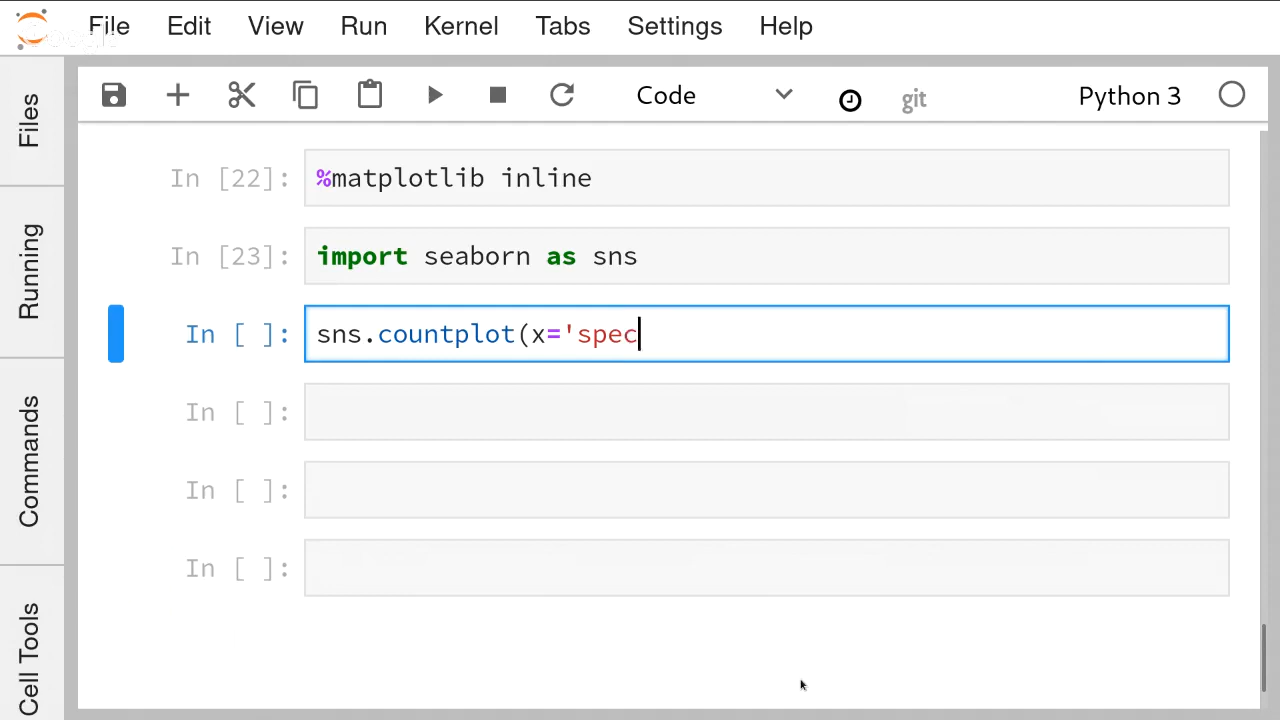 File Edit View Run Kernel Tabs Settings Help
Files
Running
Commands
Cell Tools
Code git Python 3
In [22]: %matplotlib inline
In [23]: import seaborn as sns
In [ ]: sns.countplot(x='spec
In [ ]:
In [ ]:
In [ ]: